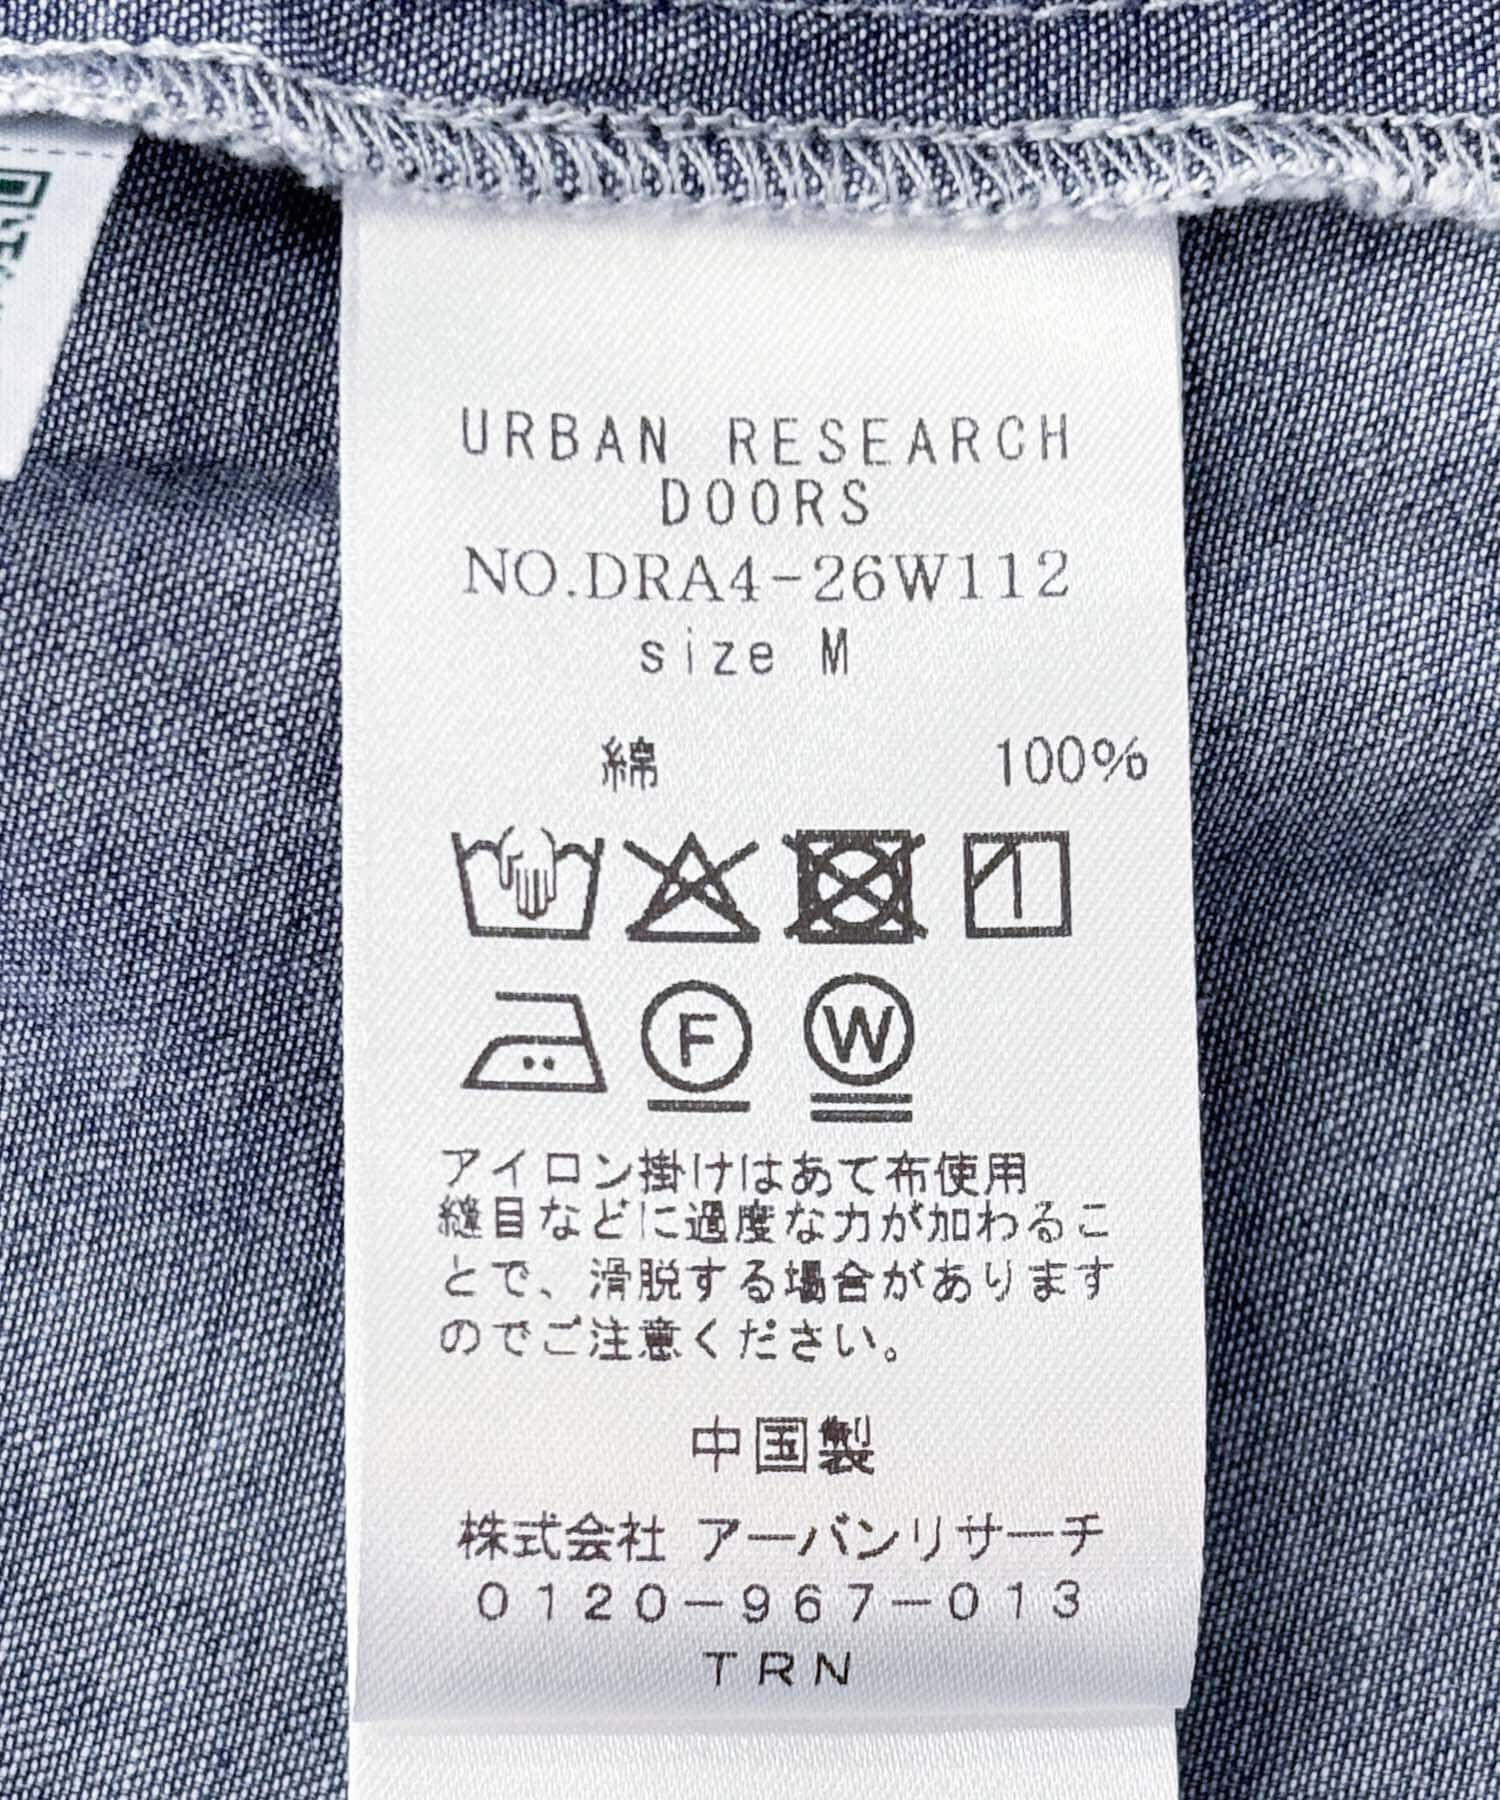 URBAN RESEARCH
DOORS
NO.DRA4-26W112
size M
綿 100%
F W
アイロン掛けはあて布使用
縫目などに過度な力が加わるこ
とで、滑脱する場合があります
のでご注意ください。
中国製
株式会社 アーバンリサーチ
0120-967-013
TRN